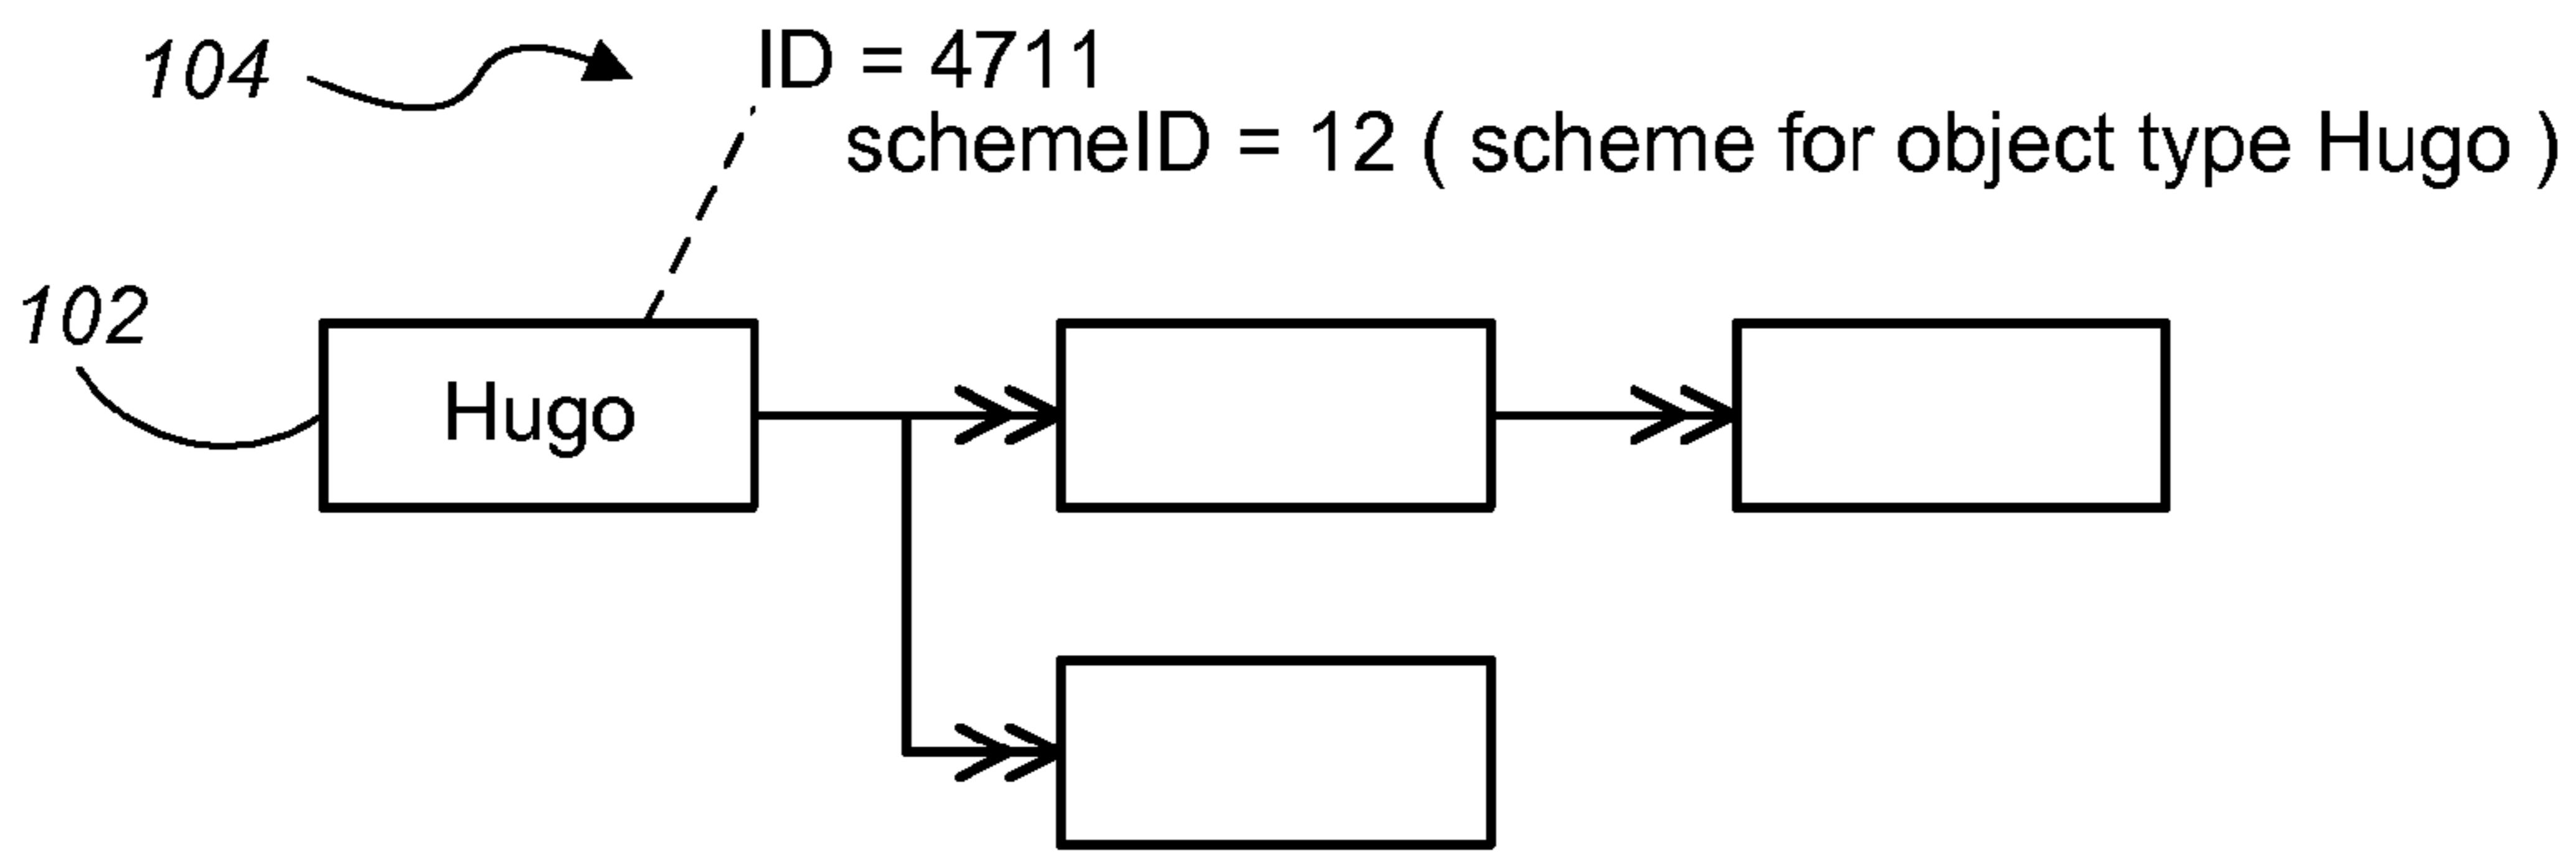 104
ID = 4711
schemeID = 12 ( scheme for object type Hugo )
102
Hugo